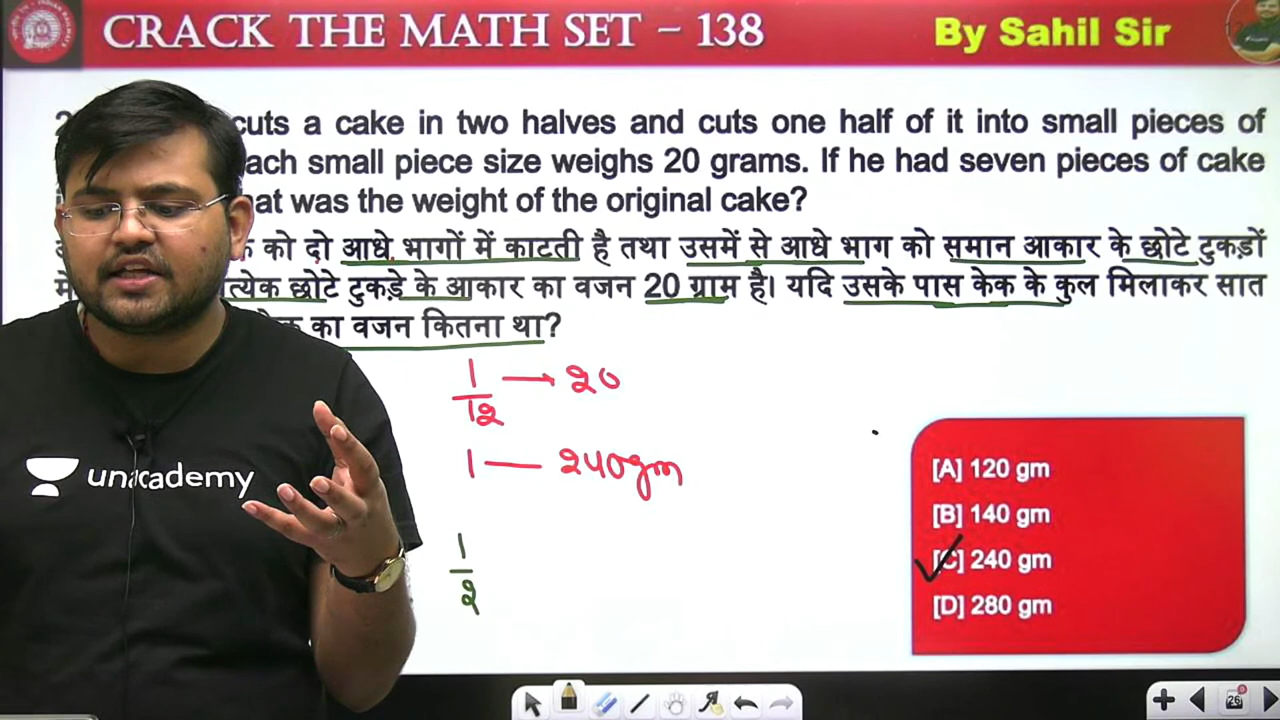 CRACK THE MATH SET – 138
By Sahil Sir
cuts a cake in two halves and cuts one half of it into small pieces of
ach small piece size weighs 20 grams. If he had seven pieces of cake
at was the weight of the original cake?
को दो आधे भागों में काटती है तथा उसमें से आधे भाग को समान आकार के छोटे टुकड़ों
में त्येक छोटे टुकड़े के आकार का वजन 20 ग्राम है। यदि उसके पास केक के कुल मिलाकर सात
का वजन कितना था?
1/12 → 20
1 — 240gm
1/2
[A] 120 gm
[B] 140 gm
[C] 240 gm
[D] 280 gm
unacademy
26